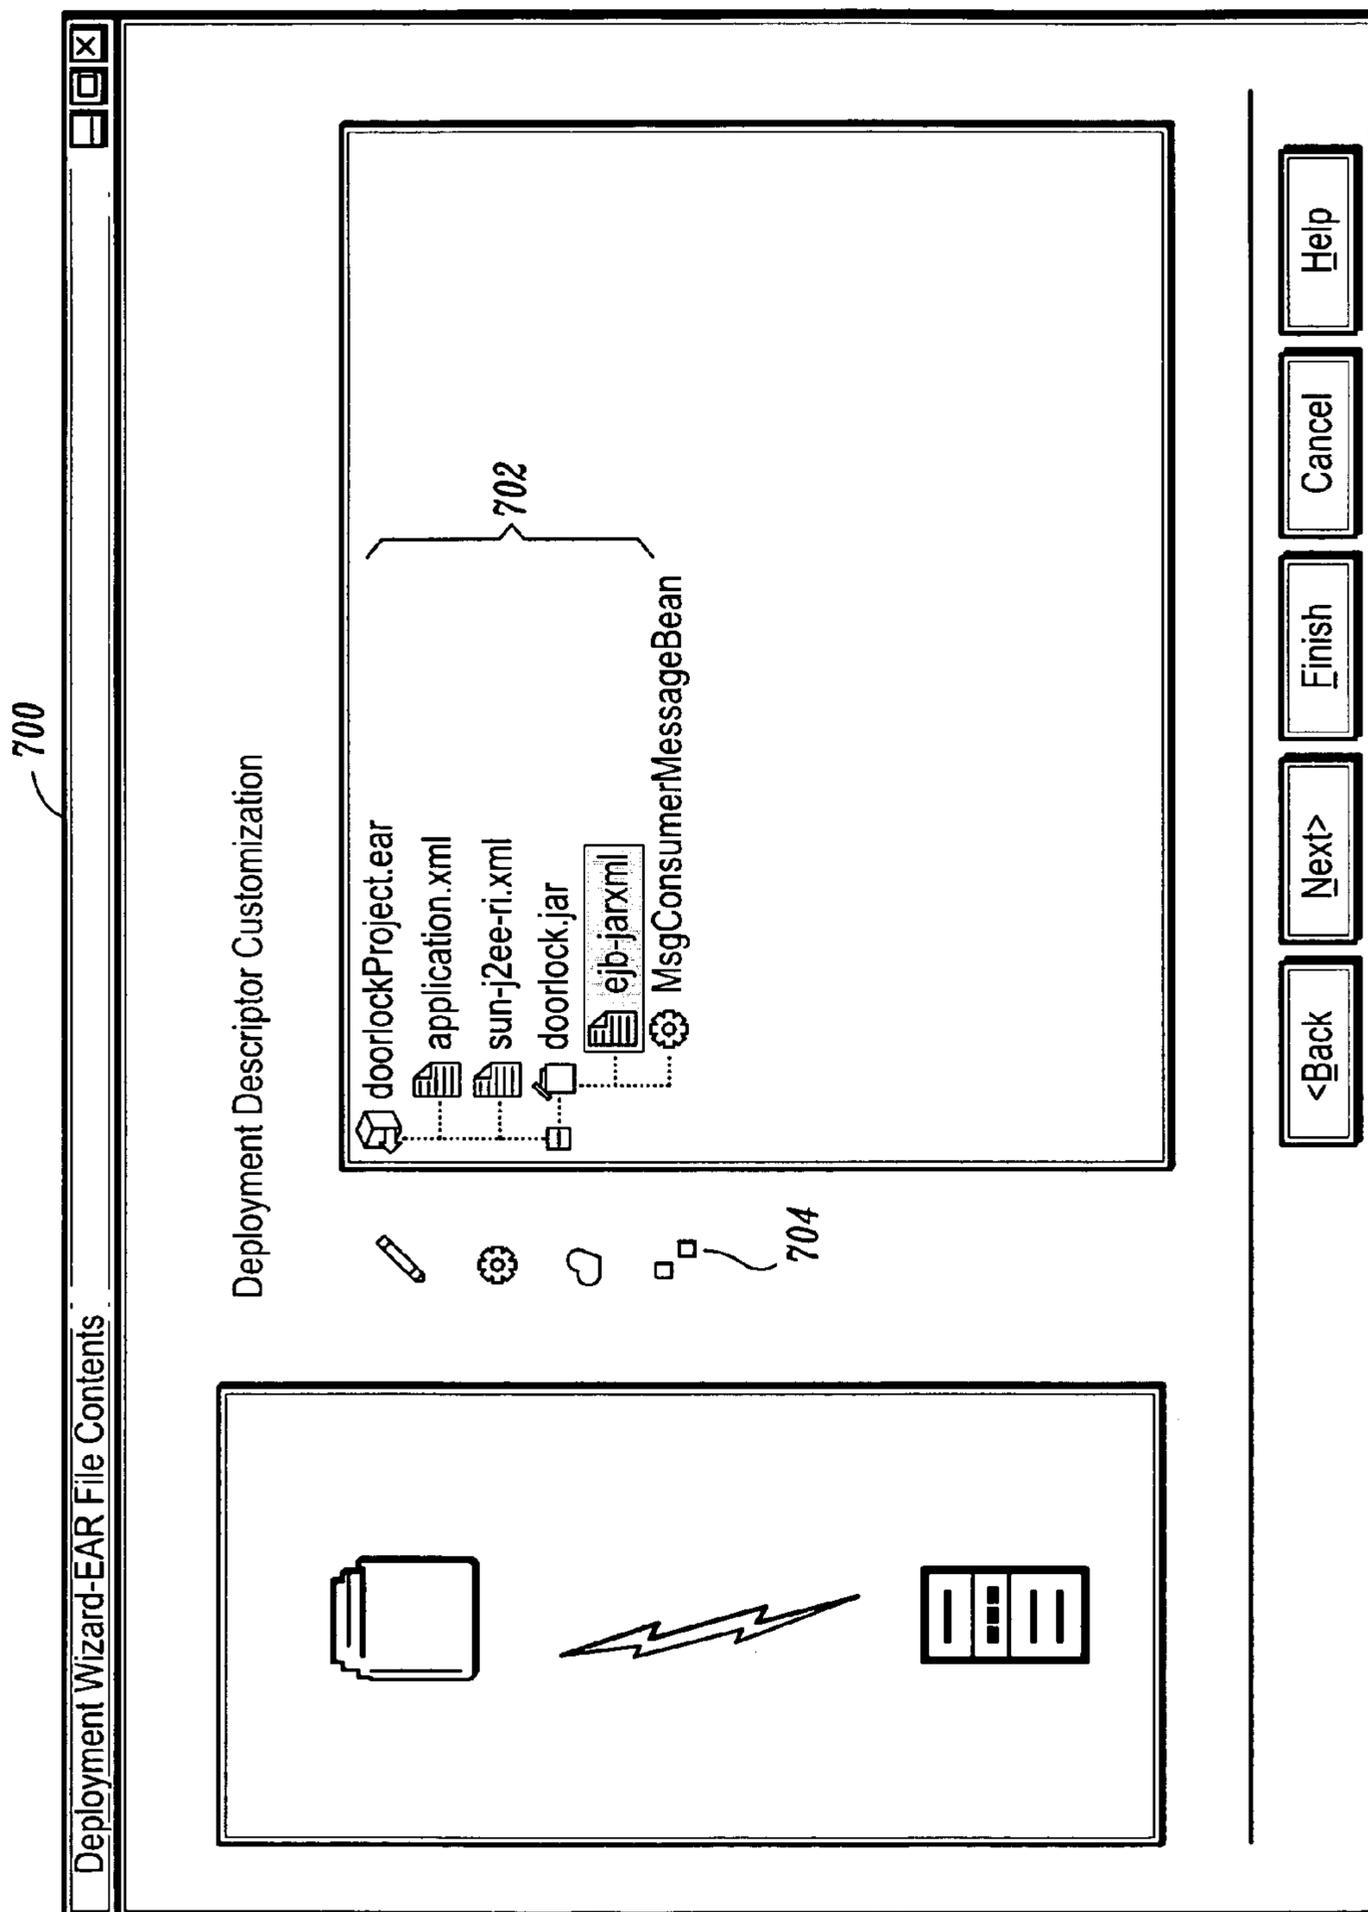 700
Deployment Wizard-EAR File Contents
Deployment Descriptor Customization
doorlockProject.ear
application.xml
sun-j2ee-ri.xml
doorlock.jar
ejb-jarxml
MsgConsumerMessageBean
702
704
<Back
Next>
Finish
Cancel
Help